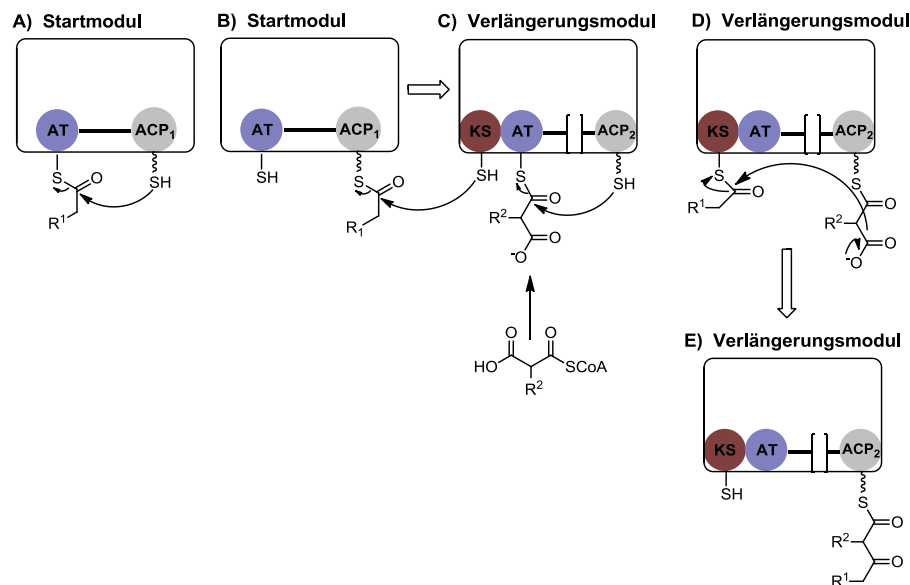 A) Startmodul
B) Startmodul
C) Verlängerungsmodul
D) Verlängerungsmodul
AT
ACP1
S
O
SH
R1
AT
ACP1
SH
S
O
R1
KS
AT
ACP2
SH
S
O
SH
R2
O
-O
KS
AT
ACP2
S
O
R1
S
O
R2
O
-O
O
O
HO
SCoA
R2
E) Verlängerungsmodul
KS
AT
ACP2
SH
S
O
R2
O
R1